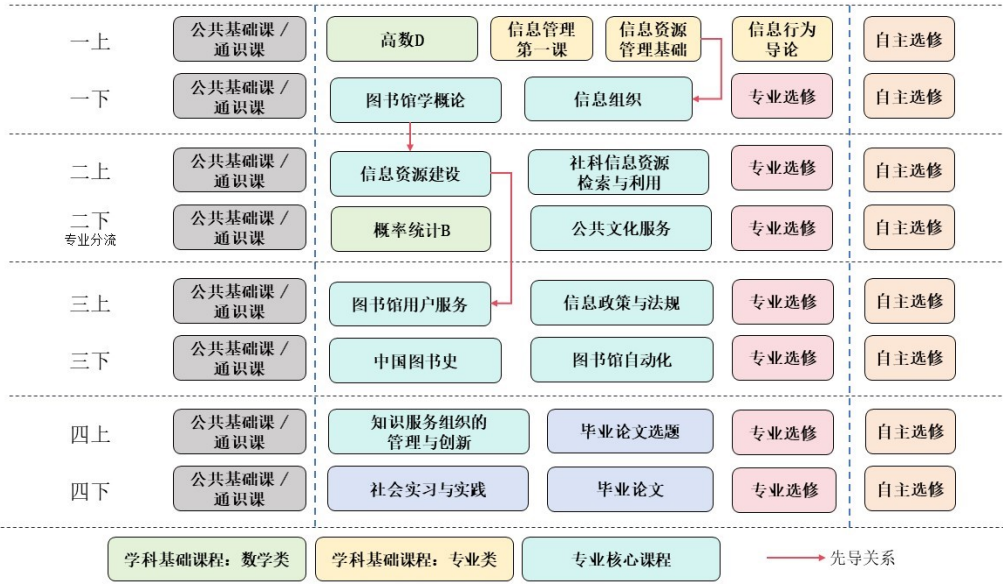 一上
公共基础课 /
通识课
高数D
信息管理
第一课
信息资源
管理基础
信息行为
导论
自主选修
一下
公共基础课 /
通识课
图书馆学概论
信息组织
专业选修
自主选修
二上
公共基础课 /
通识课
信息资源建设
社科信息资源
检索与利用
专业选修
自主选修
二下
专业分流
公共基础课 /
通识课
概率统计B
公共文化服务
专业选修
自主选修
三上
公共基础课 /
通识课
图书馆用户服务
信息政策与法规
专业选修
自主选修
三下
公共基础课 /
通识课
中国图书史
图书馆自动化
专业选修
自主选修
四上
公共基础课 /
通识课
知识服务组织的
管理与创新
毕业论文选题
专业选修
自主选修
四下
公共基础课 /
通识课
社会实习与实践
毕业论文
专业选修
自主选修
学科基础课程：数学类
学科基础课程：专业类
专业核心课程
先导关系